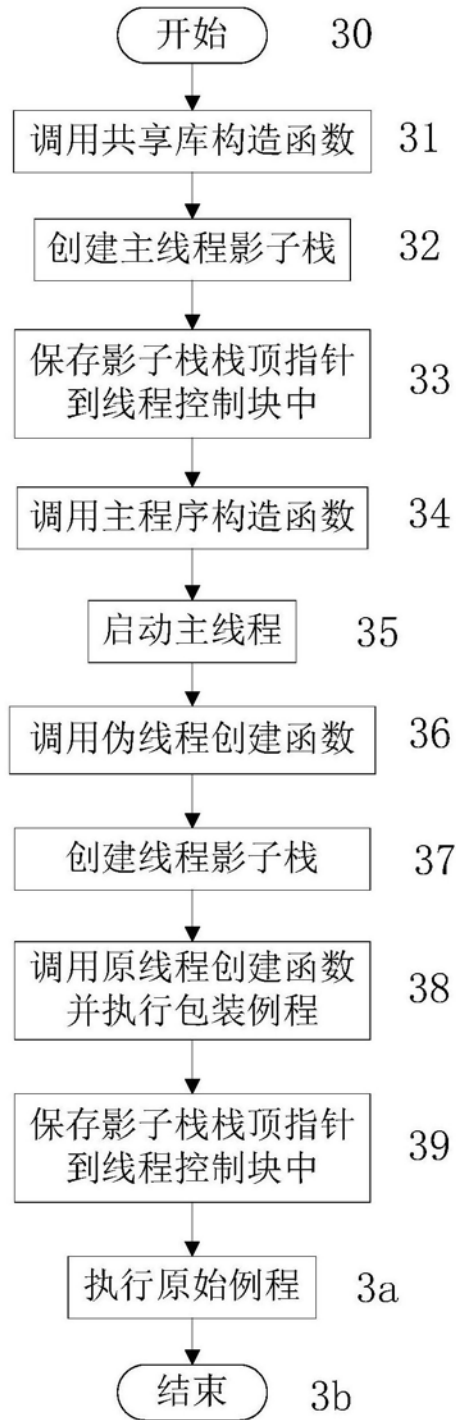 开始 30
调用共享库构造函数 31
创建主线程影子栈 32
保存影子栈栈顶指针
到线程控制块中 33
调用主程序构造函数 34
启动主线程 35
调用伪线程创建函数 36
创建线程影子栈 37
调用原线程创建函数
并执行包装例程 38
保存影子栈栈顶指针
到线程控制块中 39
执行原始例程 3a
结束 3b